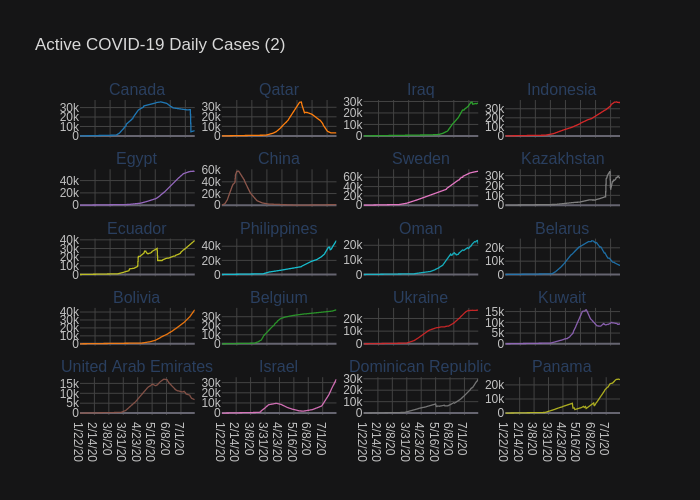 Active COVID-19 Daily Cases (2)
Canada
Qatar
Iraq
Indonesia
30k
20k
10k
0
30k
20k
10k
0
30k
20k
10k
0
30k
20k
10k
0
Egypt
China
Sweden
Kazakhstan
40k
20k
0
60k
40k
20k
0
60k
40k
20k
0
30k
20k
10k
0
Ecuador
Philippines
Oman
Belarus
40k
30k
20k
10k
0
40k
20k
0
20k
10k
0
20k
10k
0
Bolivia
Belgium
Ukraine
Kuwait
40k
30k
20k
10k
0
30k
20k
10k
0
20k
10k
0
15k
10k
5k
0
United Arab Emirates
Israel
Dominican Republic
Panama
15k
10k
5k
0
30k
20k
10k
0
30k
20k
10k
0
20k
10k
0
1/22/20
2/14/20
3/8/20
3/31/20
4/23/20
5/16/20
6/8/20
7/1/20
1/22/20
2/14/20
3/8/20
3/31/20
4/23/20
5/16/20
6/8/20
7/1/20
1/22/20
2/14/20
3/8/20
3/31/20
4/23/20
5/16/20
6/8/20
7/1/20
1/22/20
2/14/20
3/8/20
3/31/20
4/23/20
5/16/20
6/8/20
7/1/20